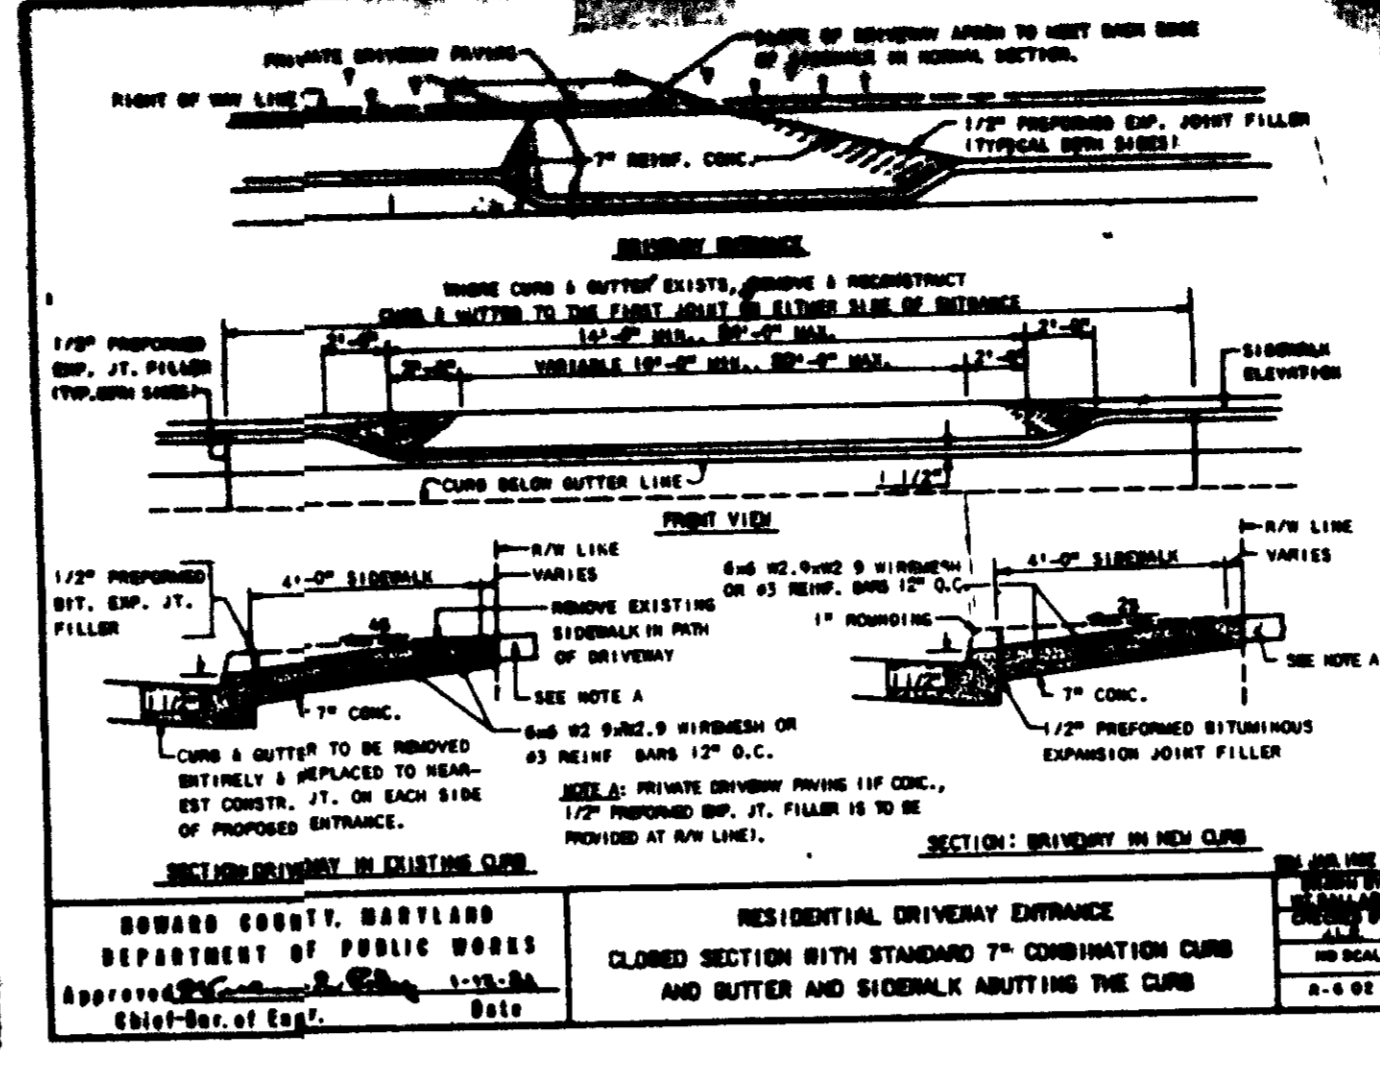 PRIVATE DRIVEWAY PAVING
SLOPE OF DRIVEWAY APRON TO MEET BACK EDGE
OF SIDEWALK IN NORMAL SECTION.
RIGHT OF WAY LINE
1/2" PREFORMED EXP. JOINT FILLER
(TYPICAL BOTH SIDES)
7" REINF. CONC.
DRIVEWAY ENTRANCE
WHERE CURB & GUTTER EXISTS, REMOVE & RECONSTRUCT
CURB & GUTTER TO THE FIRST JOINT ON EITHER SIDE OF ENTRANCE
1/2" PREFORMED
EXP. JT. FILLER
(TYP. BOTH SIDES)
2'-0"
14'-0" MIN., MAX.
2'-0"
2'-0"
VARIABLE 10'-0" MIN., MAX.
2'-0"
SIDEWALK
ELEVATION
CURB BELOW GUTTER LINE
1 1/2"
FRONT VIEW
1/2" PREFORMED
BIT. EXP. JT.
FILLER
4'-0" SIDEWALK
R/W LINE
VARIES
REMOVE EXISTING
SIDEWALK IN PATH
OF DRIVEWAY
SEE NOTE A
1 1/2"
7" CONC.
6x6 W2 9xW2.9 WIREMESH OR
#3 REINF BARS 12" O.C.
CURB & GUTTER TO BE REMOVED
ENTIRELY & REPLACED TO NEAR-
EST CONSTR. JT. ON EACH SIDE
OF PROPOSED ENTRANCE.
SECTION: DRIVEWAY IN EXISTING CURB
NOTE A: PRIVATE DRIVEWAY PAVING (IF CONC.,
1/2" PREFORMED EXP. JT. FILLER IS TO BE
PROVIDED AT R/W LINE).
6x6 W2.9xW2 9 WIREMESH
OR #3 REINF. BARS 12" O.C.
1" ROUNDING
4'-0" SIDEWALK
R/W LINE
VARIES
2%
SEE NOTE A
1 1/2"
7" CONC.
1/2" PREFORMED BITUMINOUS
EXPANSION JOINT FILLER
SECTION: DRIVEWAY IN NEW CURB
HOWARD COUNTY, MARYLAND
DEPARTMENT OF PUBLIC WORKS
Approved
Chief-Bur. of Engr. Date
RESIDENTIAL DRIVEWAY ENTRANCE
CLOSED SECTION WITH STANDARD 7" COMBINATION CURB
AND GUTTER AND SIDEWALK ABUTTING THE CURB
NO SCAL
R-6 02